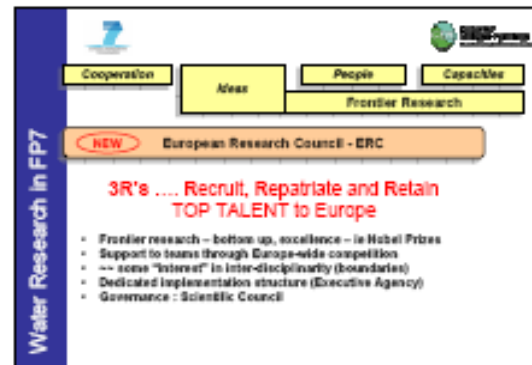 Cooperation
Ideas
People
Capacities
Frontier Research
NEW
European Research Council - ERC
3R's .... Recruit, Repatriate and Retain
TOP TALENT to Europe
• Frontier research – bottom up, excellence – ie Nobel Prizes
• Support to teams through Europe-wide competition
• ~~ some "interest" in inter-disciplinarity (boundaries)
• Dedicated implementation structure (Executive Agency)
• Governance : Scientific Council
Water Research in FP7